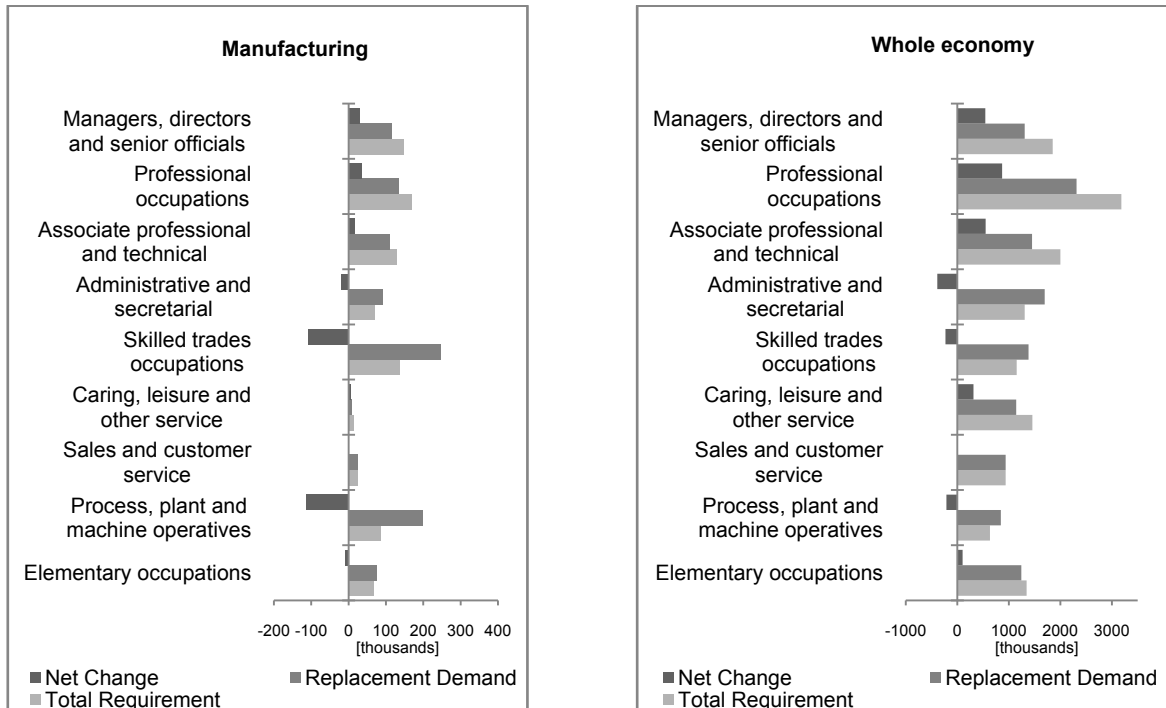 Manufacturing
Managers, directors
and senior officials
Professional
occupations
Associate professional
and technical
Administrative and
secretarial
Skilled trades
occupations
Caring, leisure and
other service
Sales and customer
service
Process, plant and
machine operatives
Elementary occupations
-200 -100 0 100 200 300 400
[thousands]
Net Change Replacement Demand
Total Requirement
Whole economy
Managers, directors and
senior officials
Professional
occupations
Associate professional
and technical
Administrative and
secretarial
Skilled trades
occupations
Caring, leisure and
other service
Sales and customer
service
Process, plant and
machine operatives
Elementary occupations
-1000 0 1000 2000 3000
[thousands]
Net Change Replacement Demand
Total Requirement